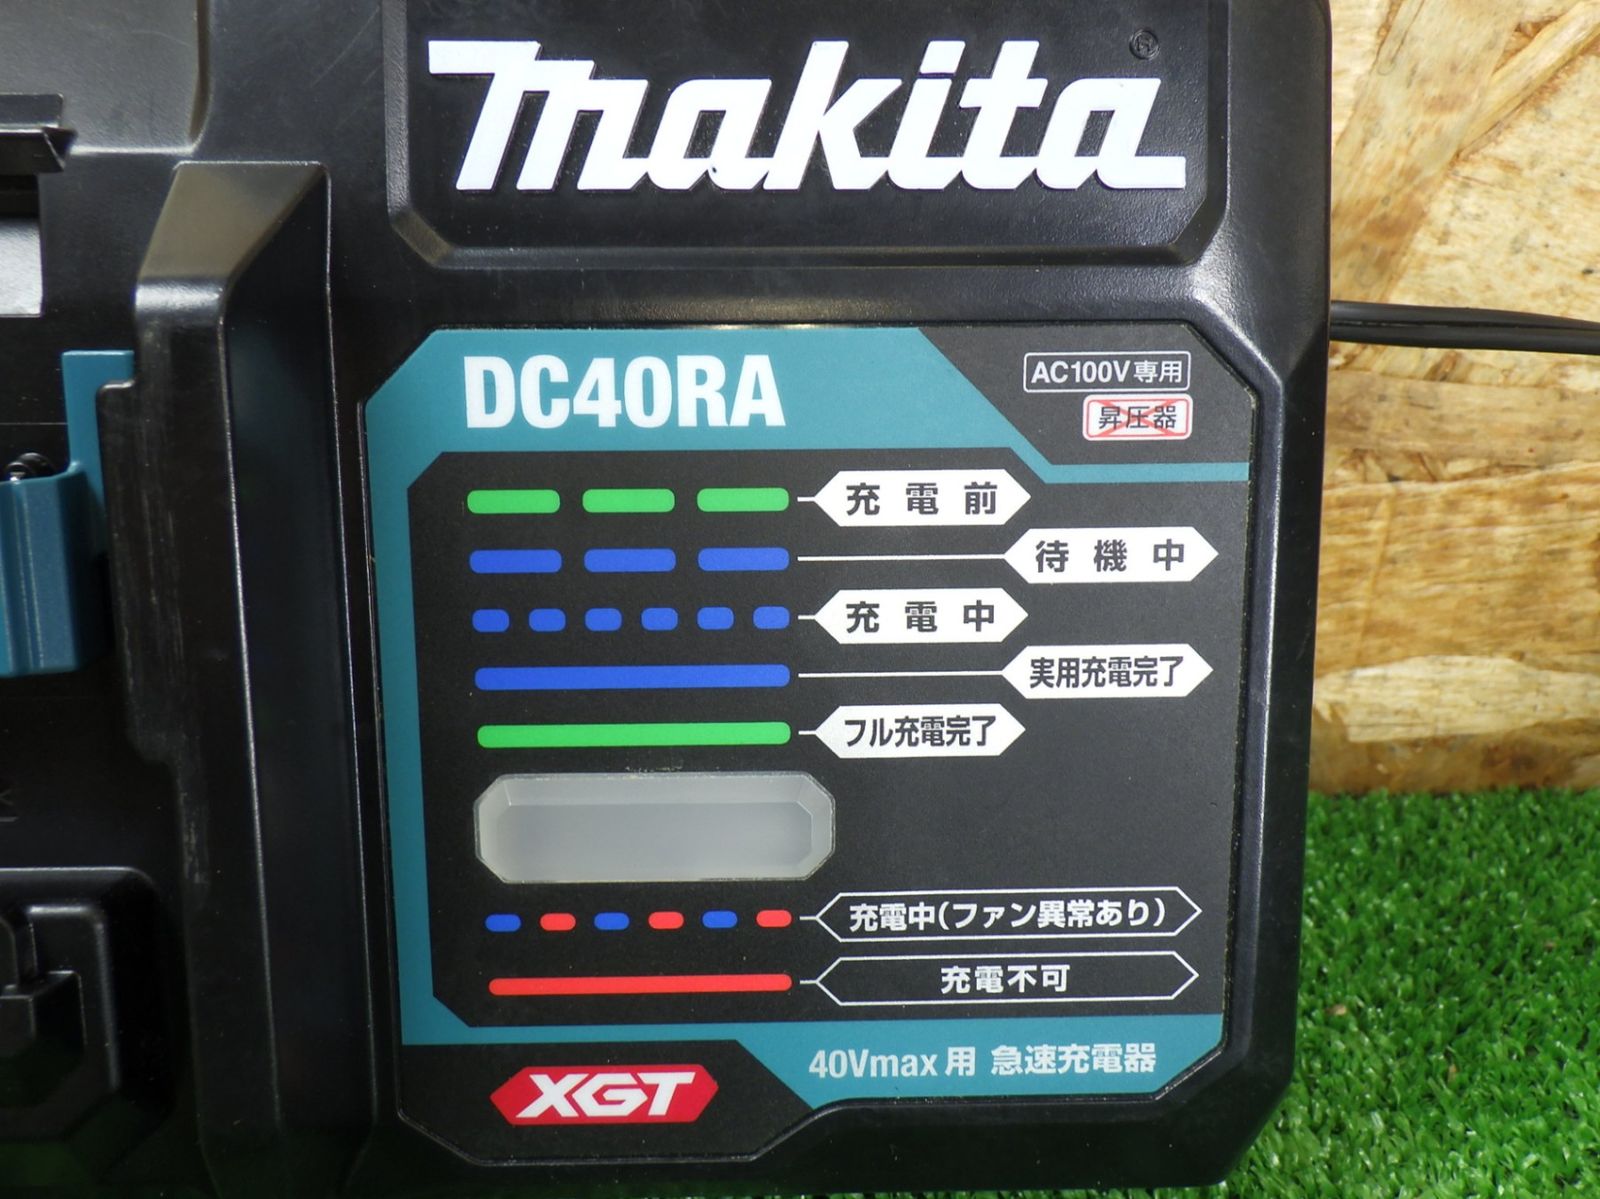 makita®
DC40RA
AC100V専用
昇圧器
充電前
待機中
充電中
実用充電完了
フル充電完了
充電中(ファン異常あり)
充電不可
40Vmax用 急速充電器
XGT